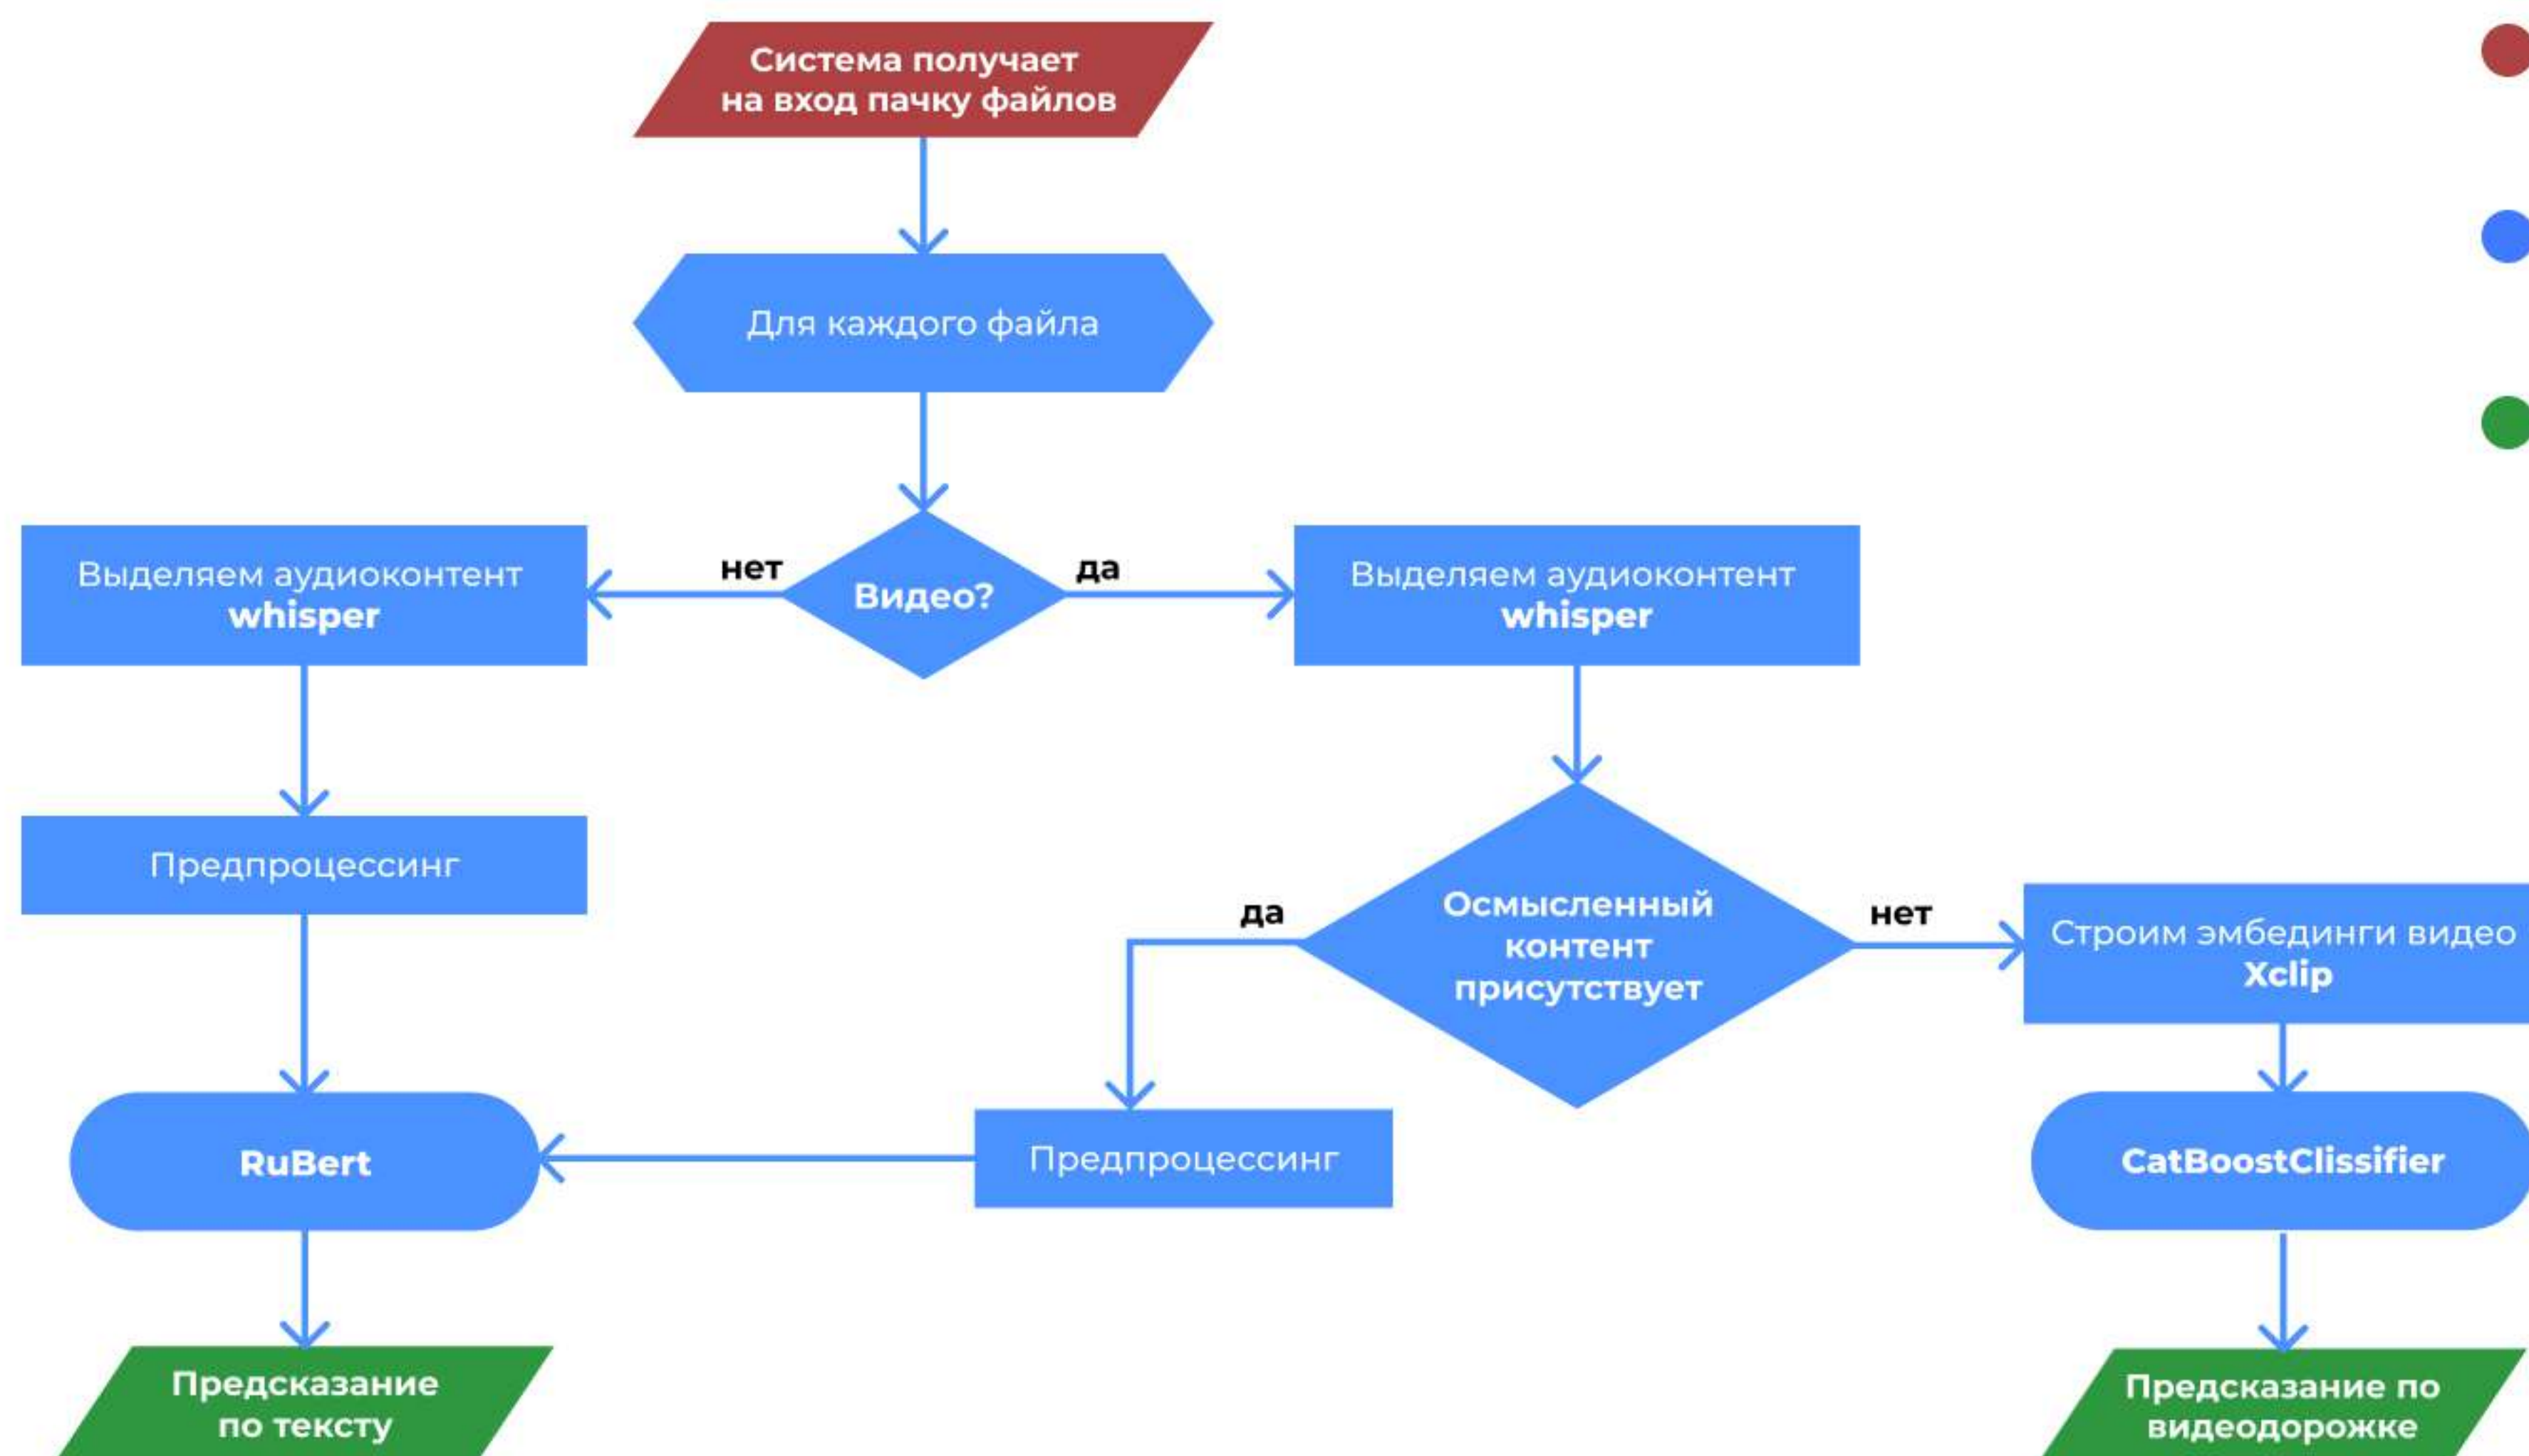 Система получает
на вход пачку файлов
Для каждого файла
нет
Видео?
да
Выделяем аудиоконтент
whisper
Выделяем аудиоконтент
whisper
Предпроцессинг
да
Осмысленный
контент
присутствует
нет
Строим эмбединги видео
Xclip
RuBert
Предпроцессинг
CatBoostClissifier
Предсказание
по тексту
Предсказание по
видеодорожке